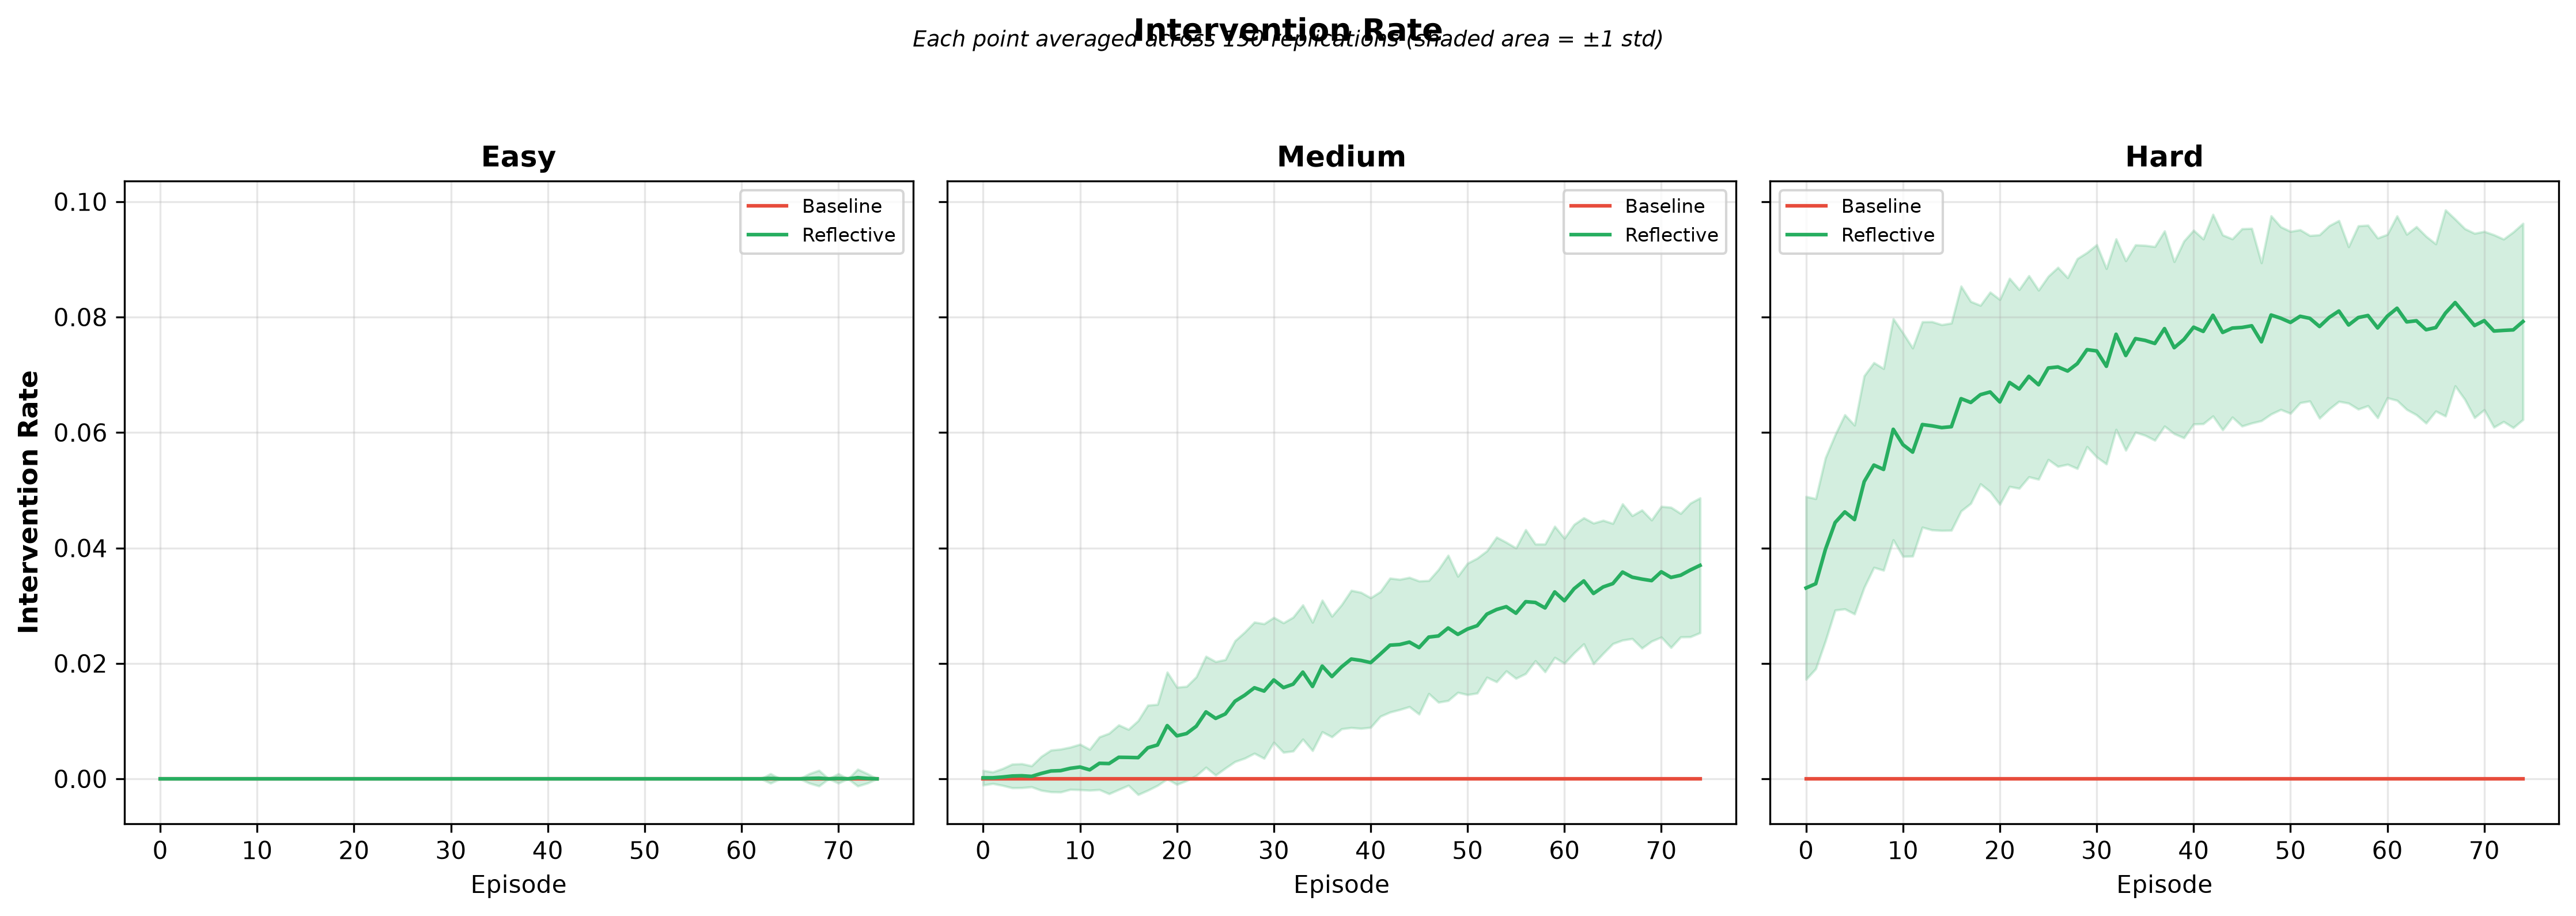 Intervention Rate
Each point averaged across 150 replications (shaded area = ±1 std)
Easy
Medium
Hard
Intervention Rate
0.10
0.08
0.06
0.04
0.02
0.00
Baseline
Reflective
Baseline
Reflective
Baseline
Reflective
0 10 20 30 40 50 60 70
0 10 20 30 40 50 60 70
0 10 20 30 40 50 60 70
Episode
Episode
Episode